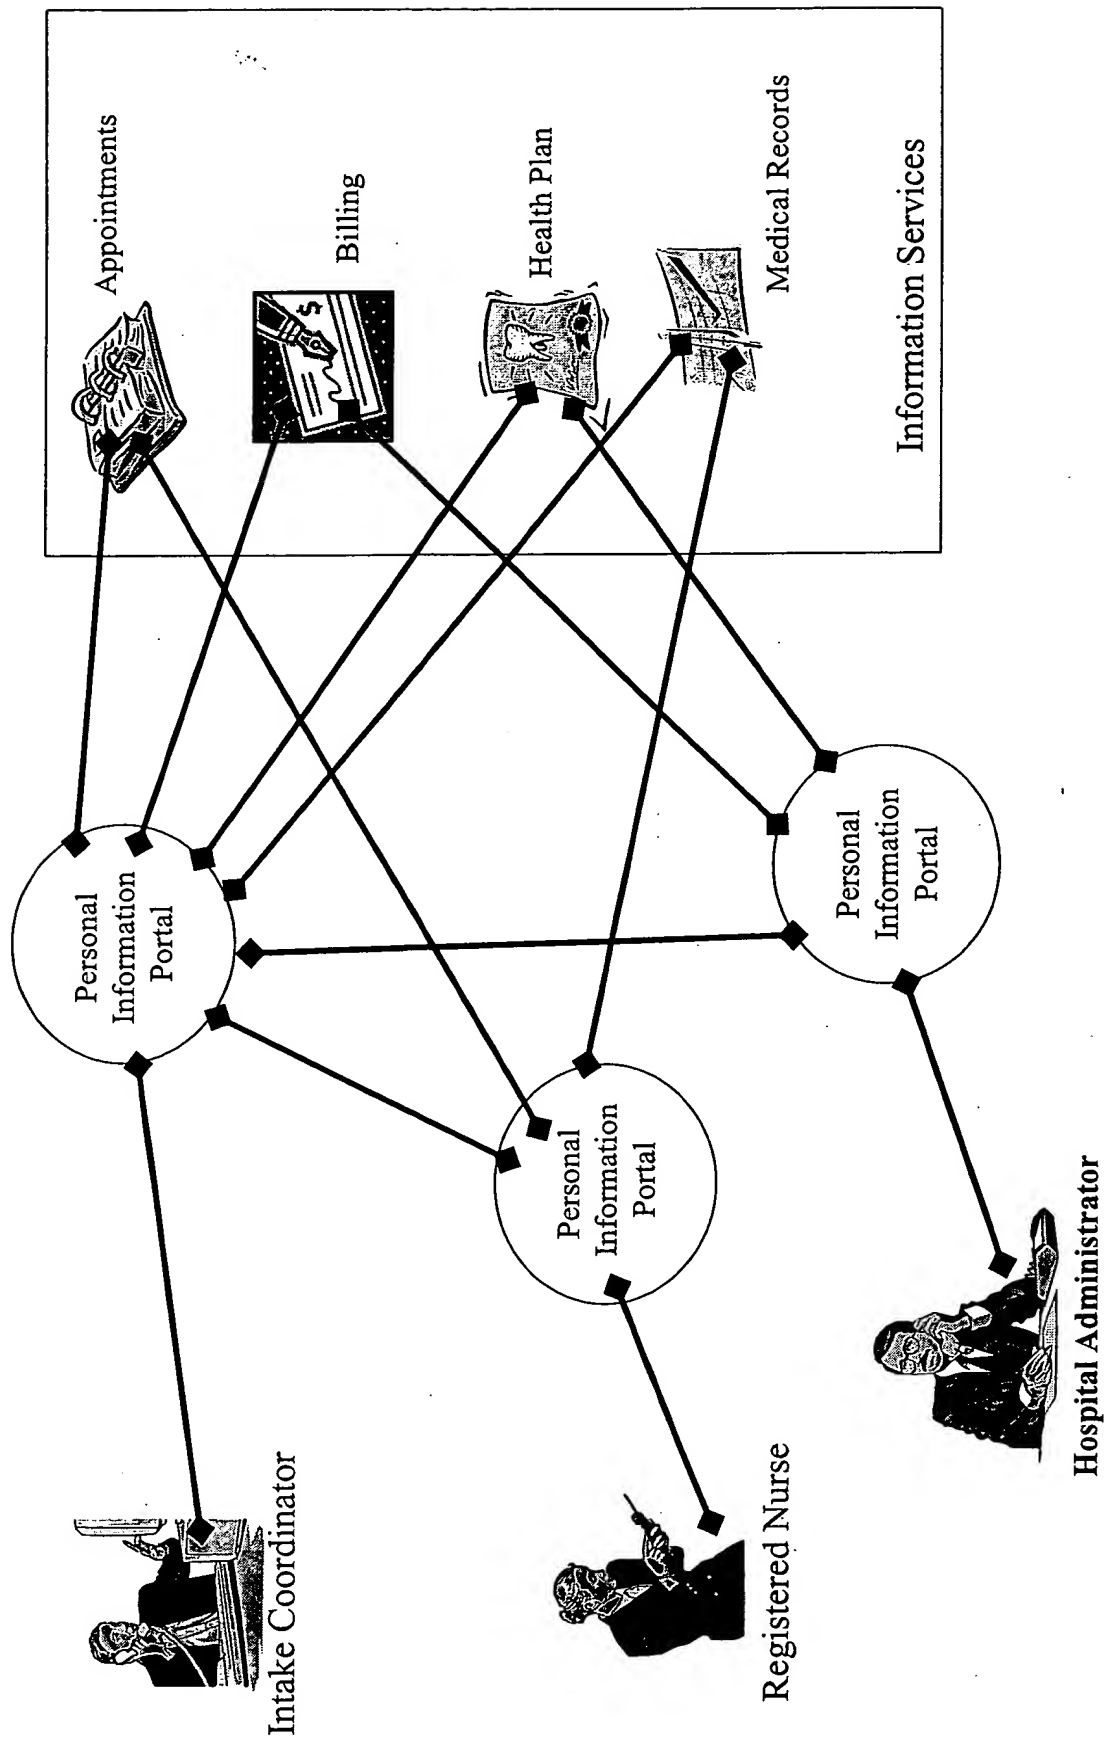 Intake Coordinator
Registered Nurse
Hospital Administrator
Personal
Information
Portal
Personal
Information
Portal
Personal
Information
Portal
Appointments
Billing
$
Health Plan
Medical Records
Information Services